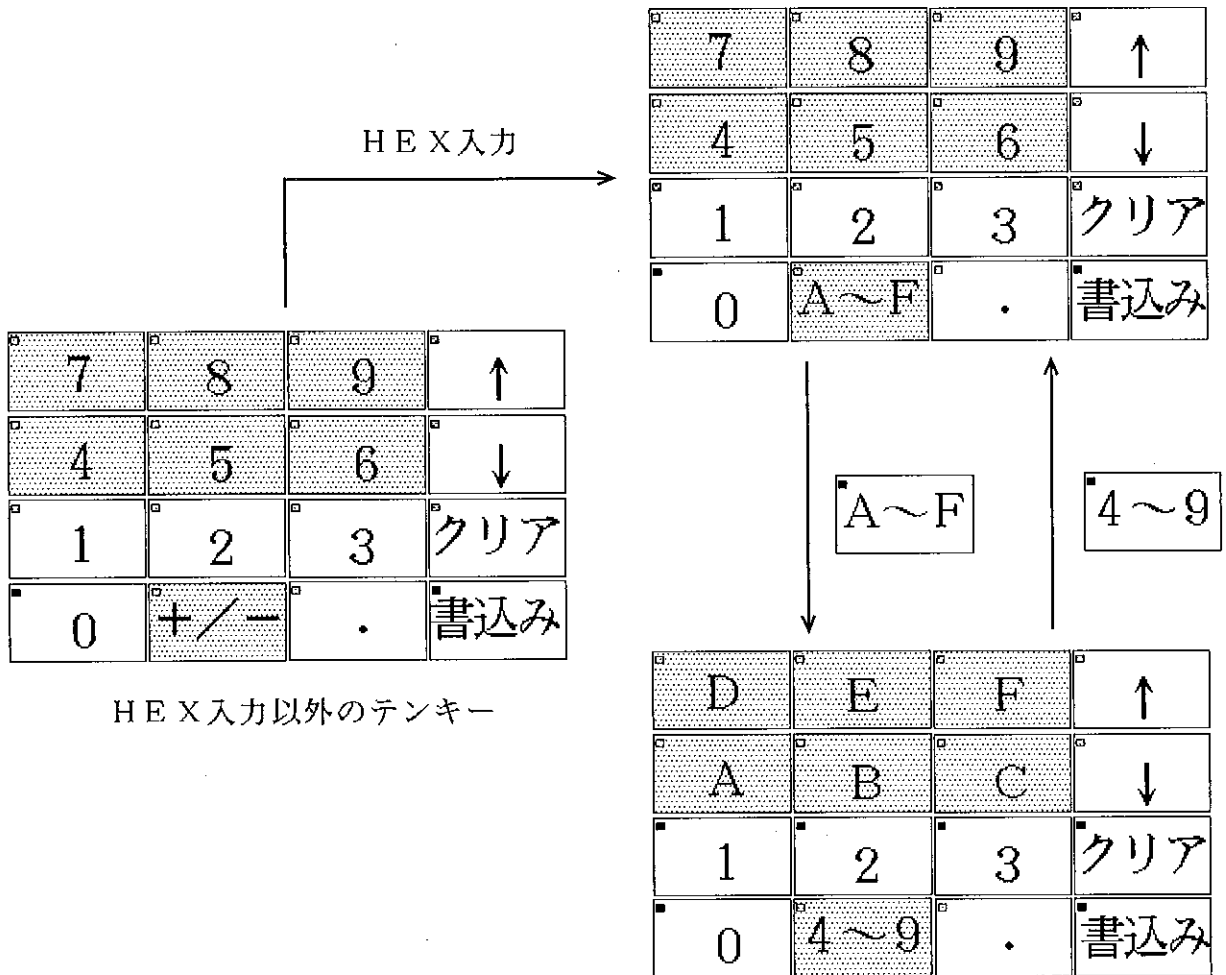 7 8 9 ↑
4 5 6 ↓
1 2 3 クリア
0 A～F ． 書込み
HEX入力
7 8 9 ↑
4 5 6 ↓
1 2 3 クリア
0 +／− ． 書込み
HEX入力以外のテンキー
A～F
4～9
D E F ↑
A B C ↓
1 2 3 クリア
0 4～9 ． 書込み